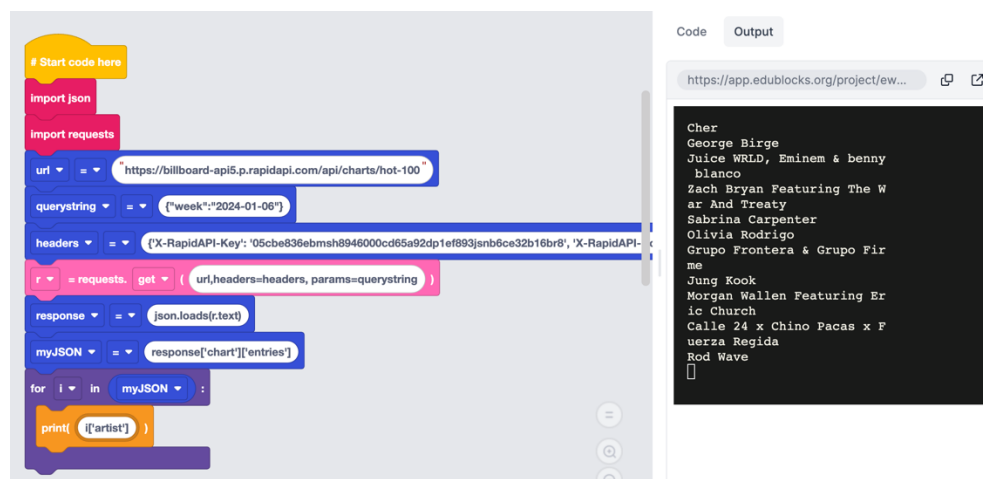 # Start code here
import json
import requests
url = "https://billboard-api5.p.rapidapi.com/api/charts/hot-100"
querystring = {"week":"2024-01-06"}
headers = {'X-RapidAPI-Key': '05cbe836ebmsh8946000cd65a92dp1ef893jsnb6ce32b16br8', 'X-RapidAPI-
r = requests. get ( url,headers=headers, params=querystring )
response = json.loads(r.text)
myJSON = response['chart']['entries']
for i in myJSON :
print( i['artist'] )
Code Output
https://app.edublocks.org/project/ew...
Cher
George Birge
Juice WRLD, Eminem & benny
blanco
Zach Bryan Featuring The W
ar And Treaty
Sabrina Carpenter
Olivia Rodrigo
Grupo Frontera & Grupo Fir
me
Jung Kook
Morgan Wallen Featuring Er
ic Church
Calle 24 x Chino Pacas x F
uerza Regida
Rod Wave